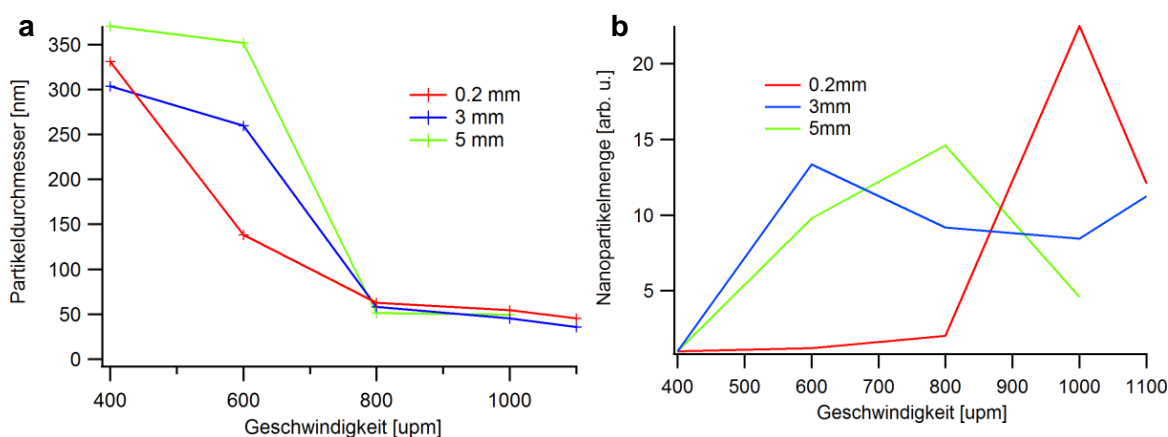 a
350
300
250
200
150
100
50
0
Partikeldurchmesser [nm]
0.2 mm
3 mm
5 mm
400
600
800
1000
Geschwindigkeit [upm]
b
20
15
10
5
Nanopartikelmenge [arb. u.]
0.2mm
3mm
5mm
400
500
600
700
800
900
1000
1100
Geschwindigkeit [upm]